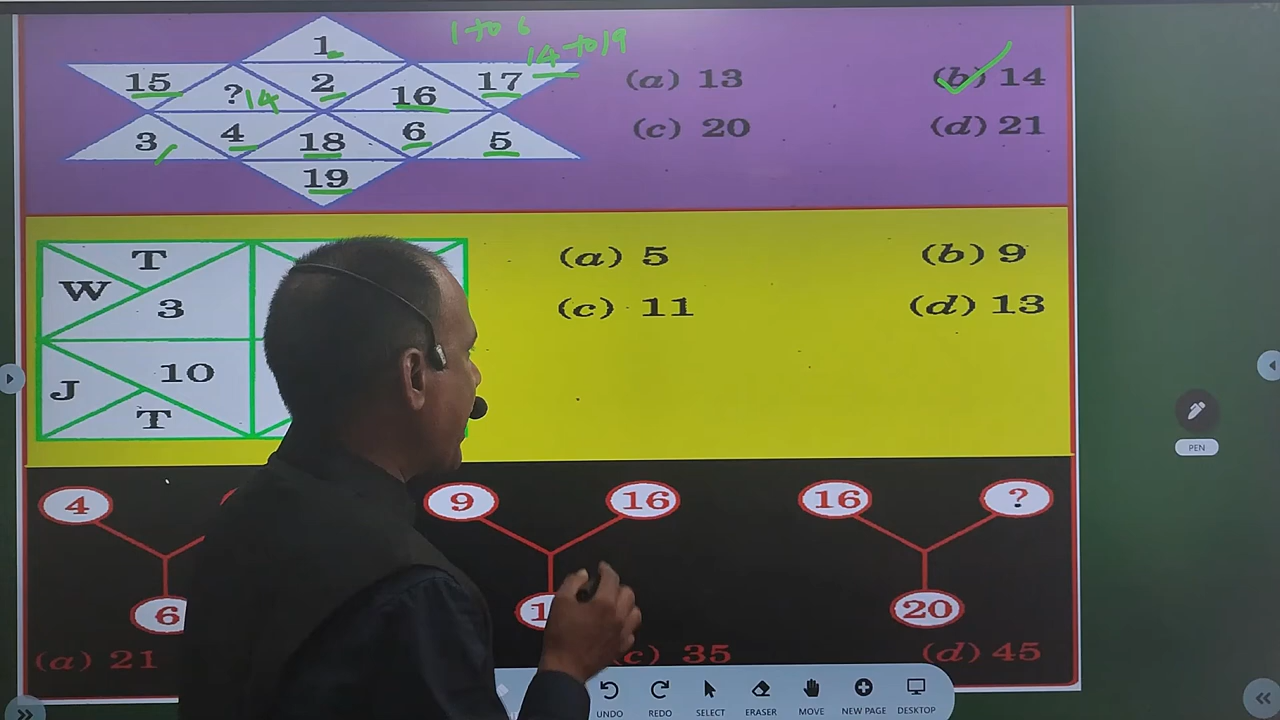 1 to 6
14 to 19
1
15 ? 14 2 16 17
3 4 18 6 5
19
(a) 13 (b) 14
(c) 20 (d) 21
T
W
3
J 10
T
(a) 5 (b) 9
(c) 11 (d) 13
4 9 16 16 ?
6 20
(a) 21 (c) 35 (d) 45
PEN
UNDO REDO SELECT ERASER MOVE NEW PAGE DESKTOP